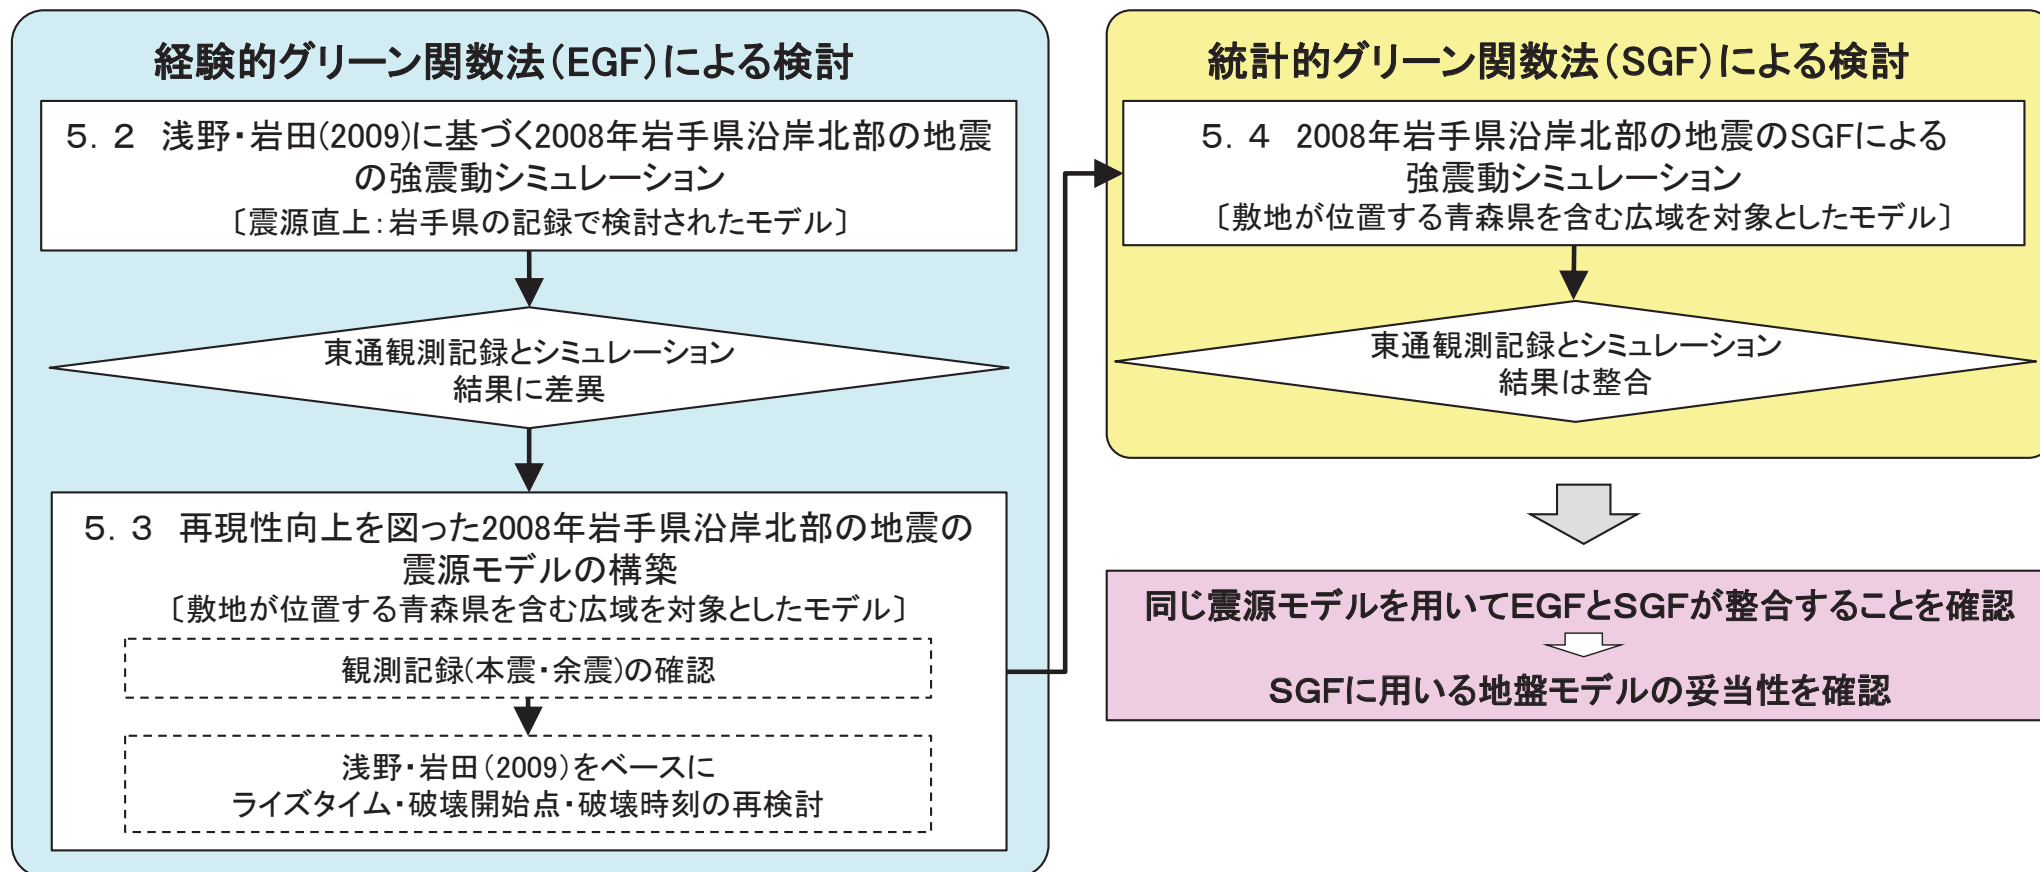 経験的グリーン関数法(EGF)による検討
5.2 浅野・岩田(2009)に基づく2008年岩手県沿岸北部の地震
の強震動シミュレーション
〔震源直上:岩手県の記録で検討されたモデル〕
東通観測記録とシミュレーション
結果に差異
5.3 再現性向上を図った2008年岩手県沿岸北部の地震の
震源モデルの構築
〔敷地が位置する青森県を含む広域を対象としたモデル〕
観測記録(本震・余震)の確認
浅野・岩田(2009)をベースに
ライズタイム・破壊開始点・破壊時刻の再検討
統計的グリーン関数法(SGF)による検討
5.4 2008年岩手県沿岸北部の地震のSGFによる
強震動シミュレーション
〔敷地が位置する青森県を含む広域を対象としたモデル〕
東通観測記録とシミュレーション
結果は整合
同じ震源モデルを用いてEGFとSGFが整合することを確認
SGFに用いる地盤モデルの妥当性を確認